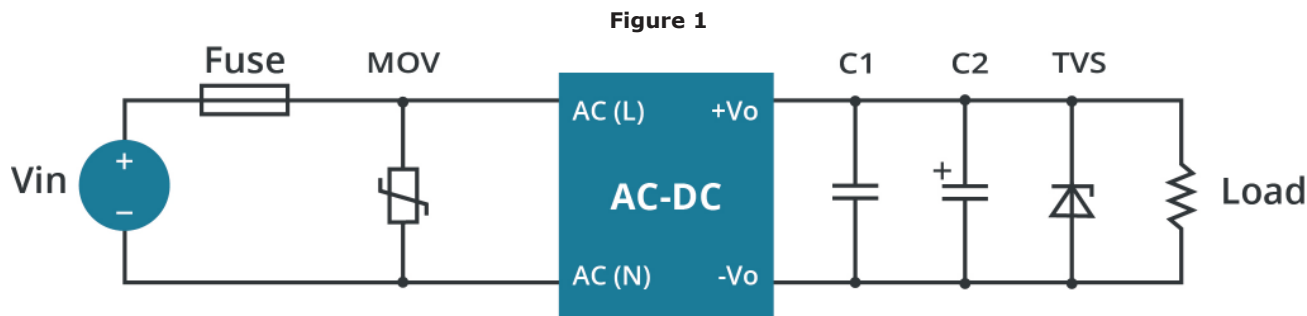 Figure 1
Fuse
MOV
C1
C2
TVS
AC (L)
+Vo
+
Vin
−
AC-DC
+
Load
AC (N)
-Vo